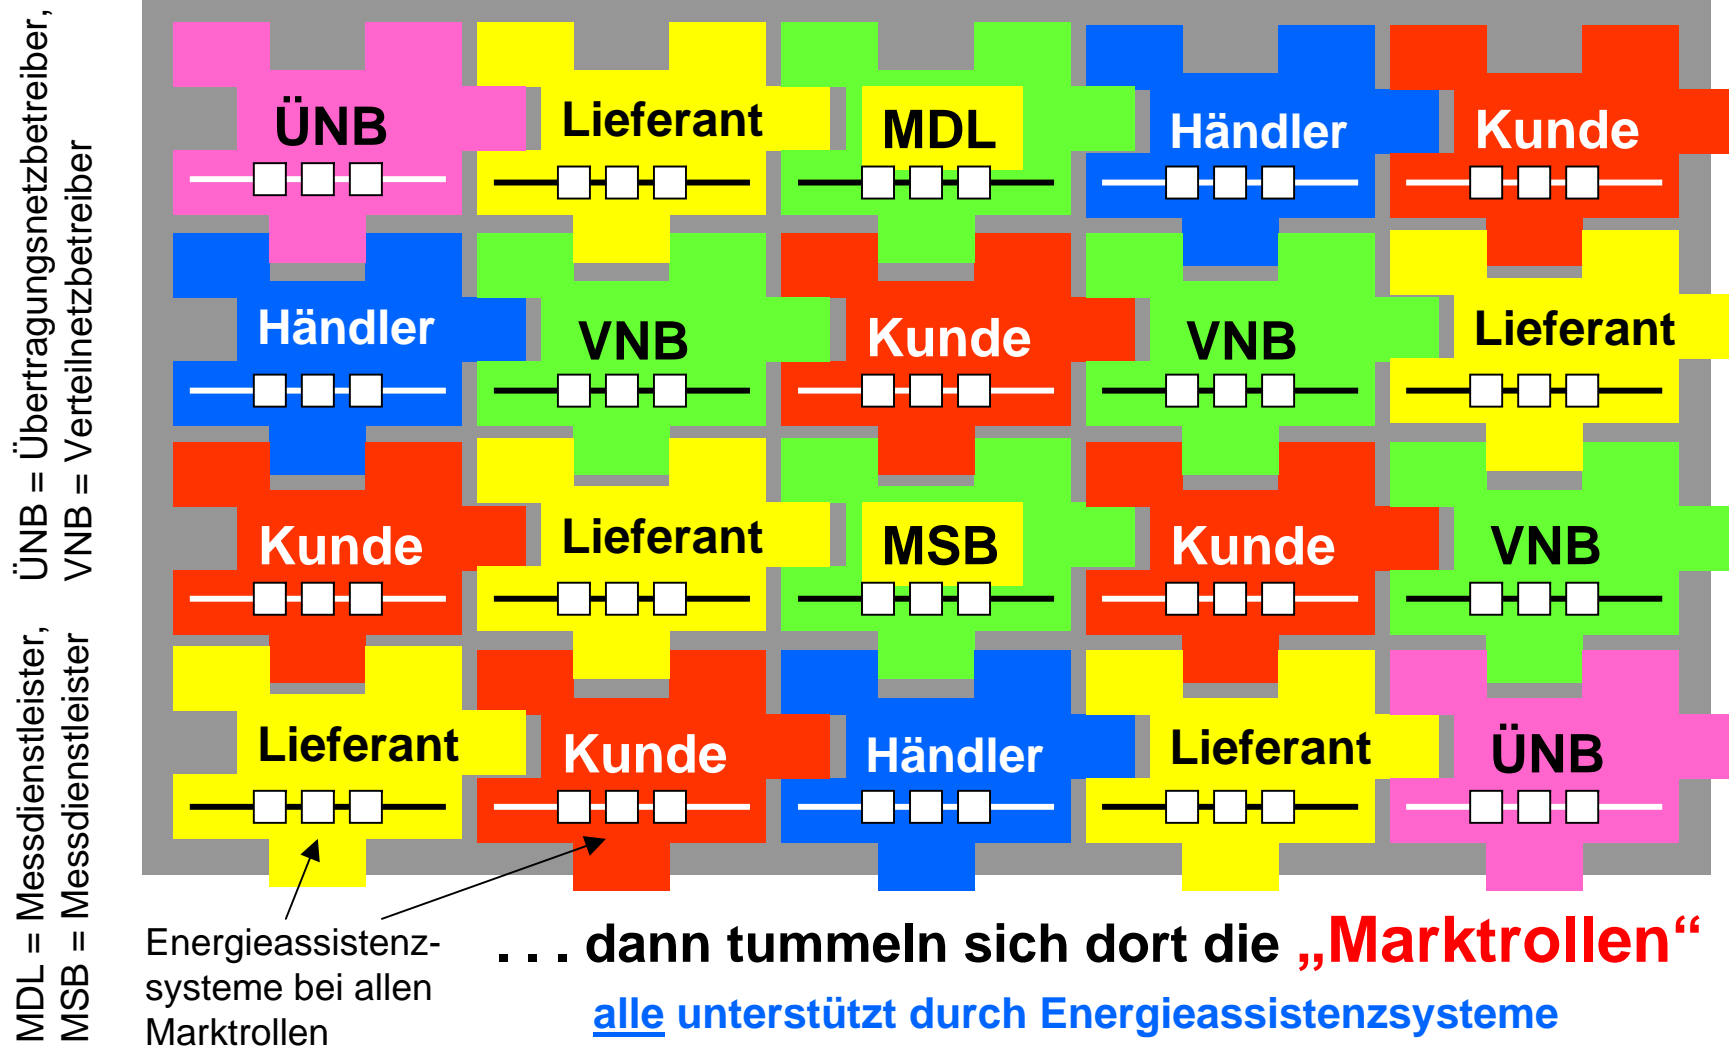 ÜNB = Übertragungsnetzbetreiber,
VNB = Verteilnetzbetreiber
MDL = Messdienstleister,
MSB = Messdienstleister
ÜNB
Lieferant
MDL
Händler
Kunde
Händler
VNB
Kunde
VNB
Lieferant
Kunde
Lieferant
MSB
Kunde
VNB
Lieferant
Kunde
Händler
Lieferant
ÜNB
Energieassistenz-
systeme bei allen
Marktrollen
. . . dann tummeln sich dort die „Marktrollen“
alle unterstützt durch Energieassistenzsysteme